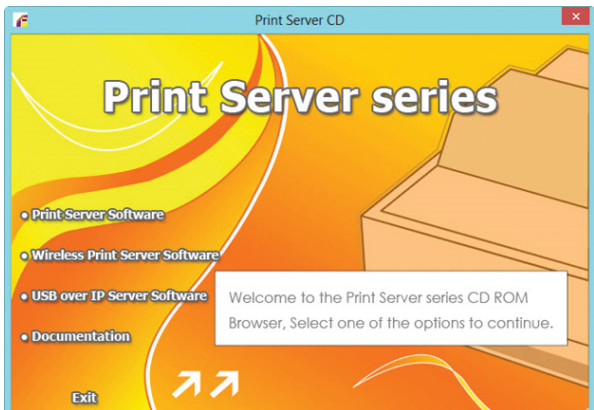 Print Server CD
Print Server series
• Print Server Software
• Wireless Print Server Software
• USB over IP Server Software
• Documentation
Exit
Welcome to the Print Server series CD ROM
Browser, Select one of the options to continue.